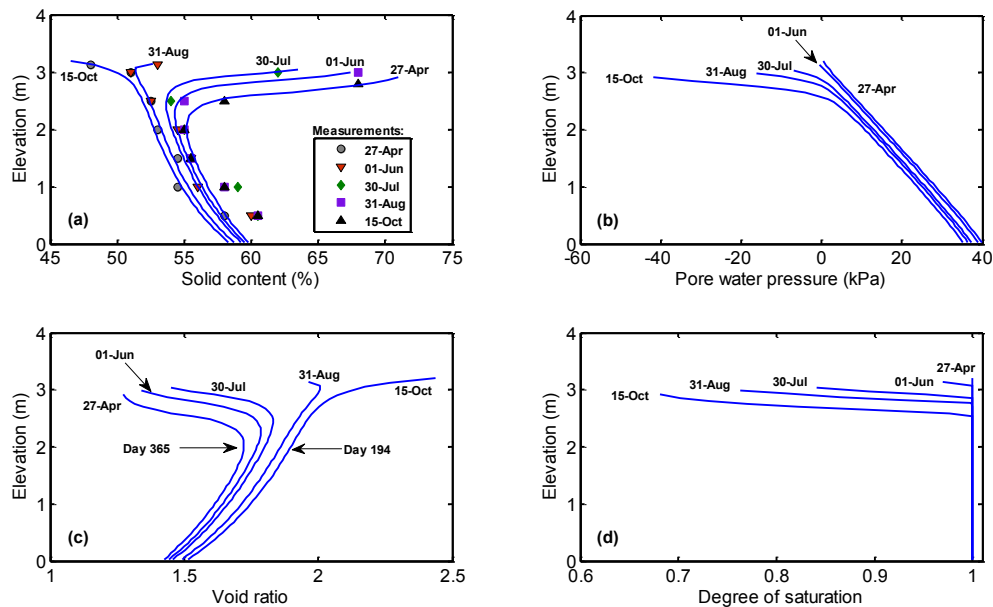 4
3
2
1
0
Elevation (m)
31-Aug
15-Oct
30-Jul
01-Jun
27-Apr
Measurements:
27-Apr
01-Jun
30-Jul
31-Aug
15-Oct
(a)
45
50
55
60
65
70
75
Solid content (%)
4
3
2
1
0
Elevation (m)
01-Jun
30-Jul
31-Aug
15-Oct
27-Apr
(b)
-60
-40
-20
0
20
40
Pore water pressure (kPa)
4
3
2
1
0
Elevation (m)
01-Jun
30-Jul
31-Aug
27-Apr
15-Oct
Day 365
Day 194
(c)
1
1.5
2
2.5
Void ratio
4
3
2
1
0
Elevation (m)
27-Apr
01-Jun
30-Jul
31-Aug
15-Oct
(d)
0.6
0.7
0.8
0.9
1
Degree of saturation